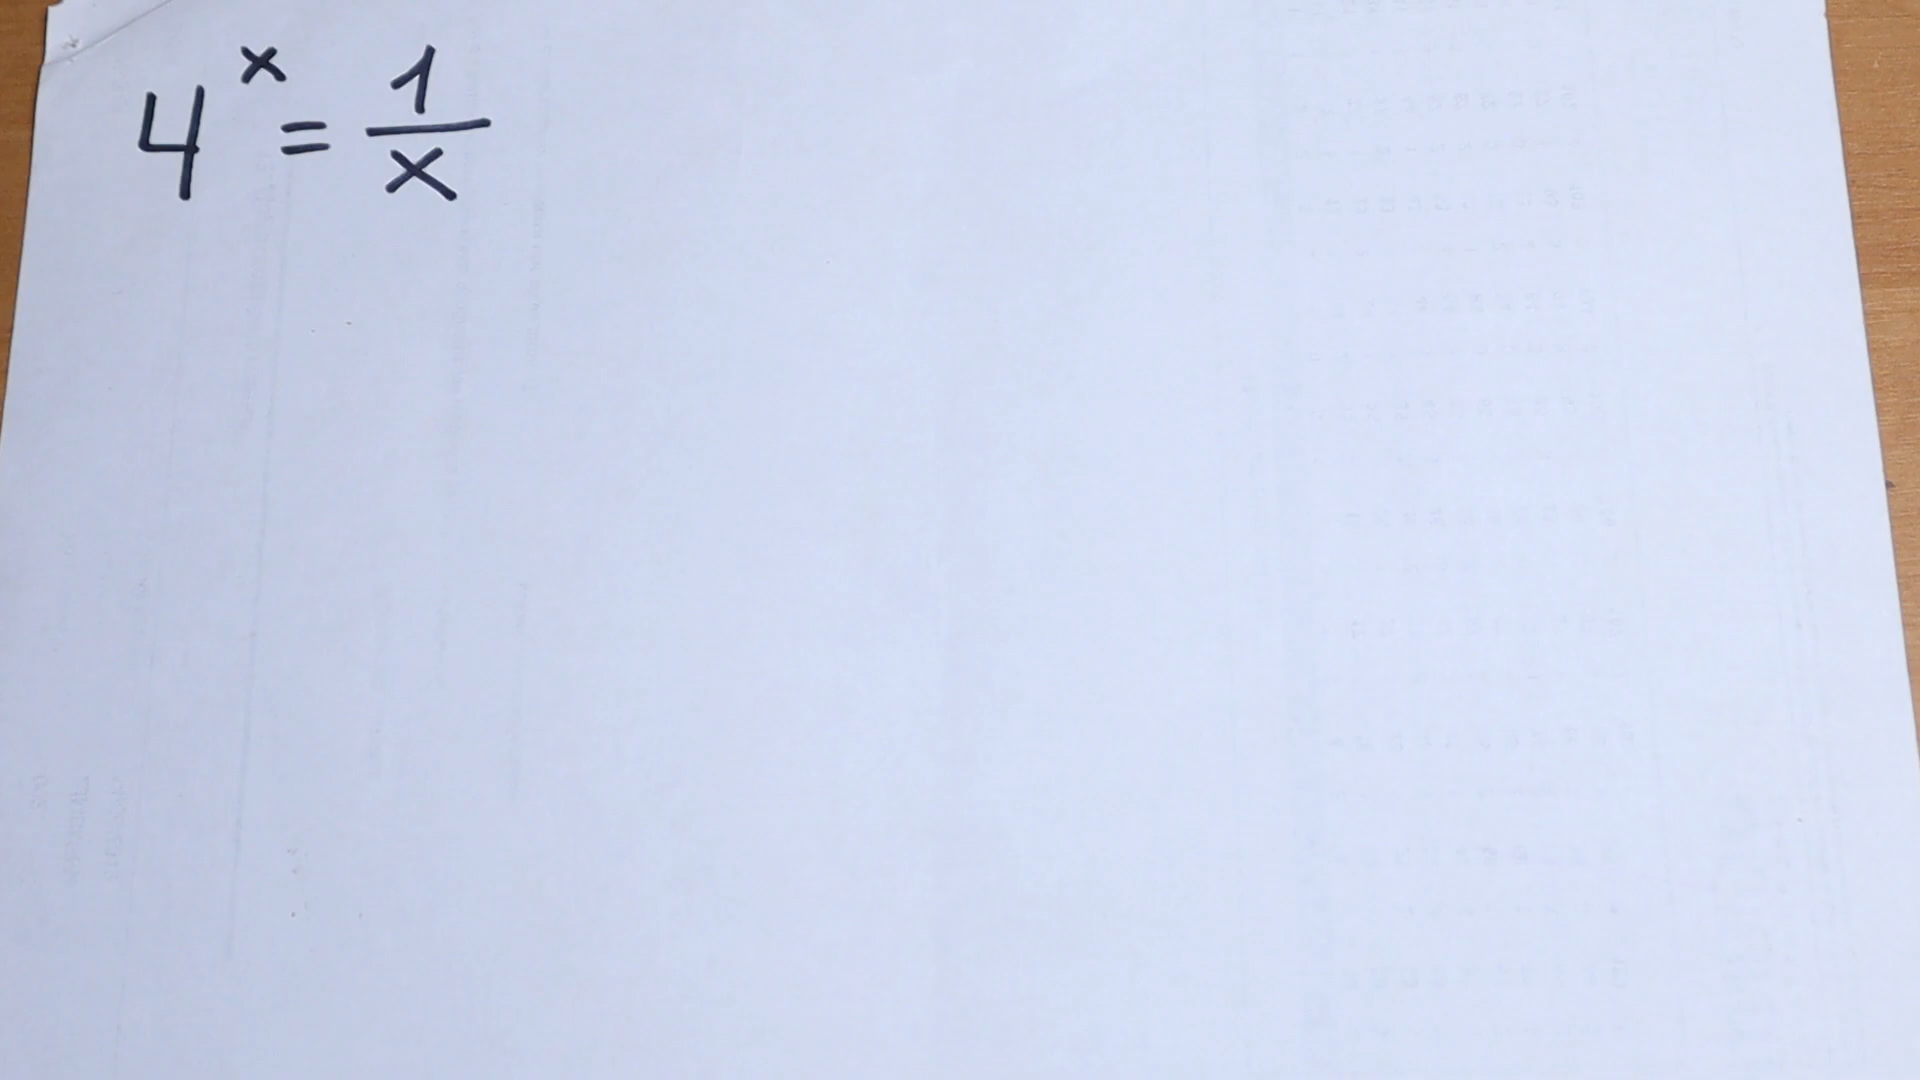 4^x = 1/x